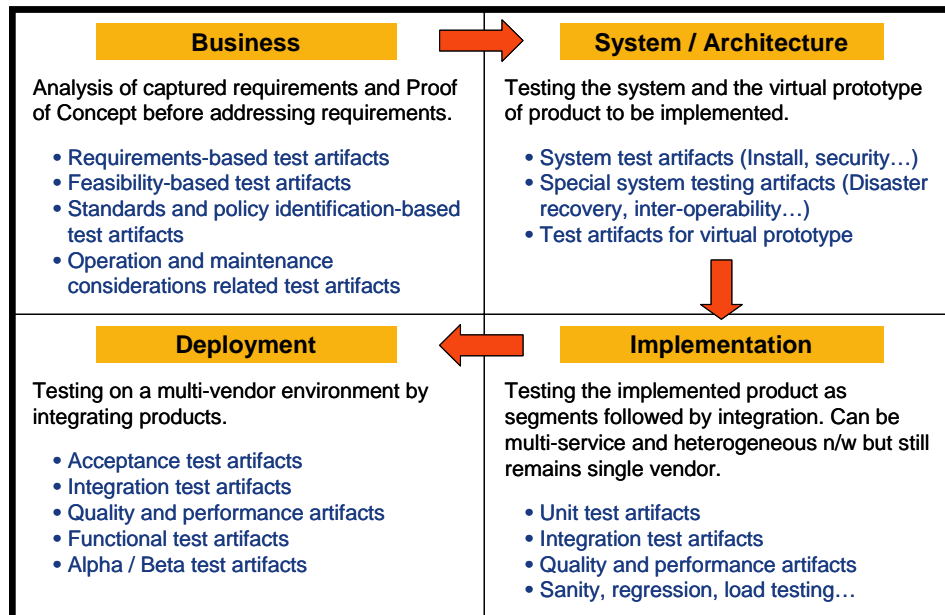 Business
Analysis of captured requirements and Proof
of Concept before addressing requirements.
• Requirements-based test artifacts
• Feasibility-based test artifacts
• Standards and policy identification-based
test artifacts
• Operation and maintenance
considerations related test artifacts
System / Architecture
Testing the system and the virtual prototype
of product to be implemented.
• System test artifacts (Install, security…)
• Special system testing artifacts (Disaster
recovery, inter-operability…)
• Test artifacts for virtual prototype
Deployment
Testing on a multi-vendor environment by
integrating products.
• Acceptance test artifacts
• Integration test artifacts
• Quality and performance artifacts
• Functional test artifacts
• Alpha / Beta test artifacts
Implementation
Testing the implemented product as
segments followed by integration. Can be
multi-service and heterogeneous n/w but still
remains single vendor.
• Unit test artifacts
• Integration test artifacts
• Quality and performance artifacts
• Sanity, regression, load testing…